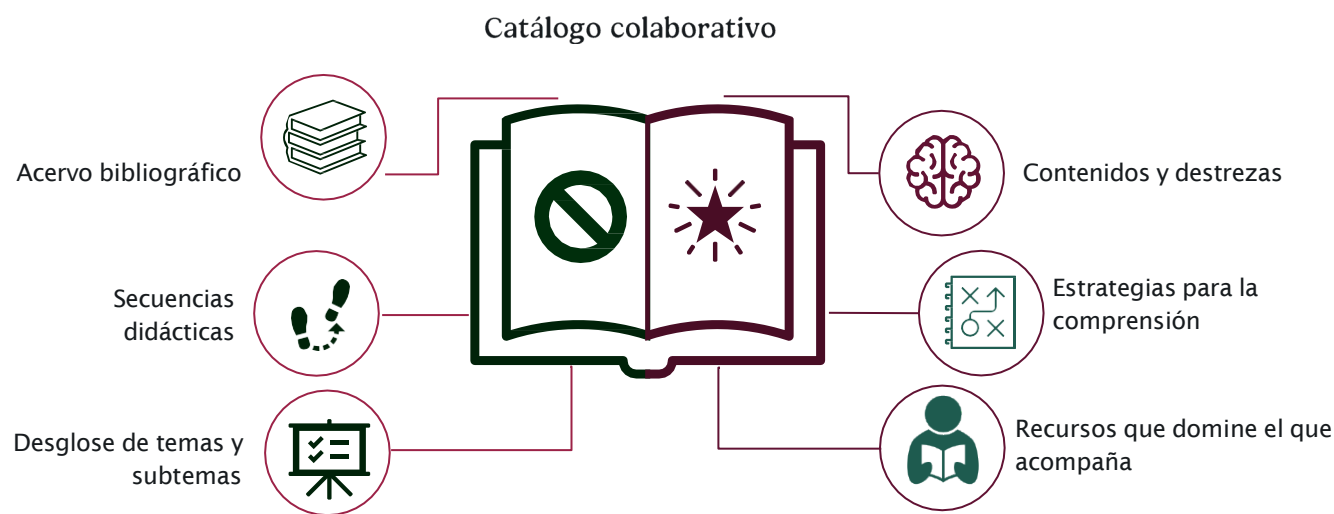 Catálogo colaborativo
Acervo bibliográfico
Secuencias
didácticas
Desglose de temas y
subtemas
Contenidos y destrezas
Estrategias para la
comprensión
Recursos que domine el que
acompaña